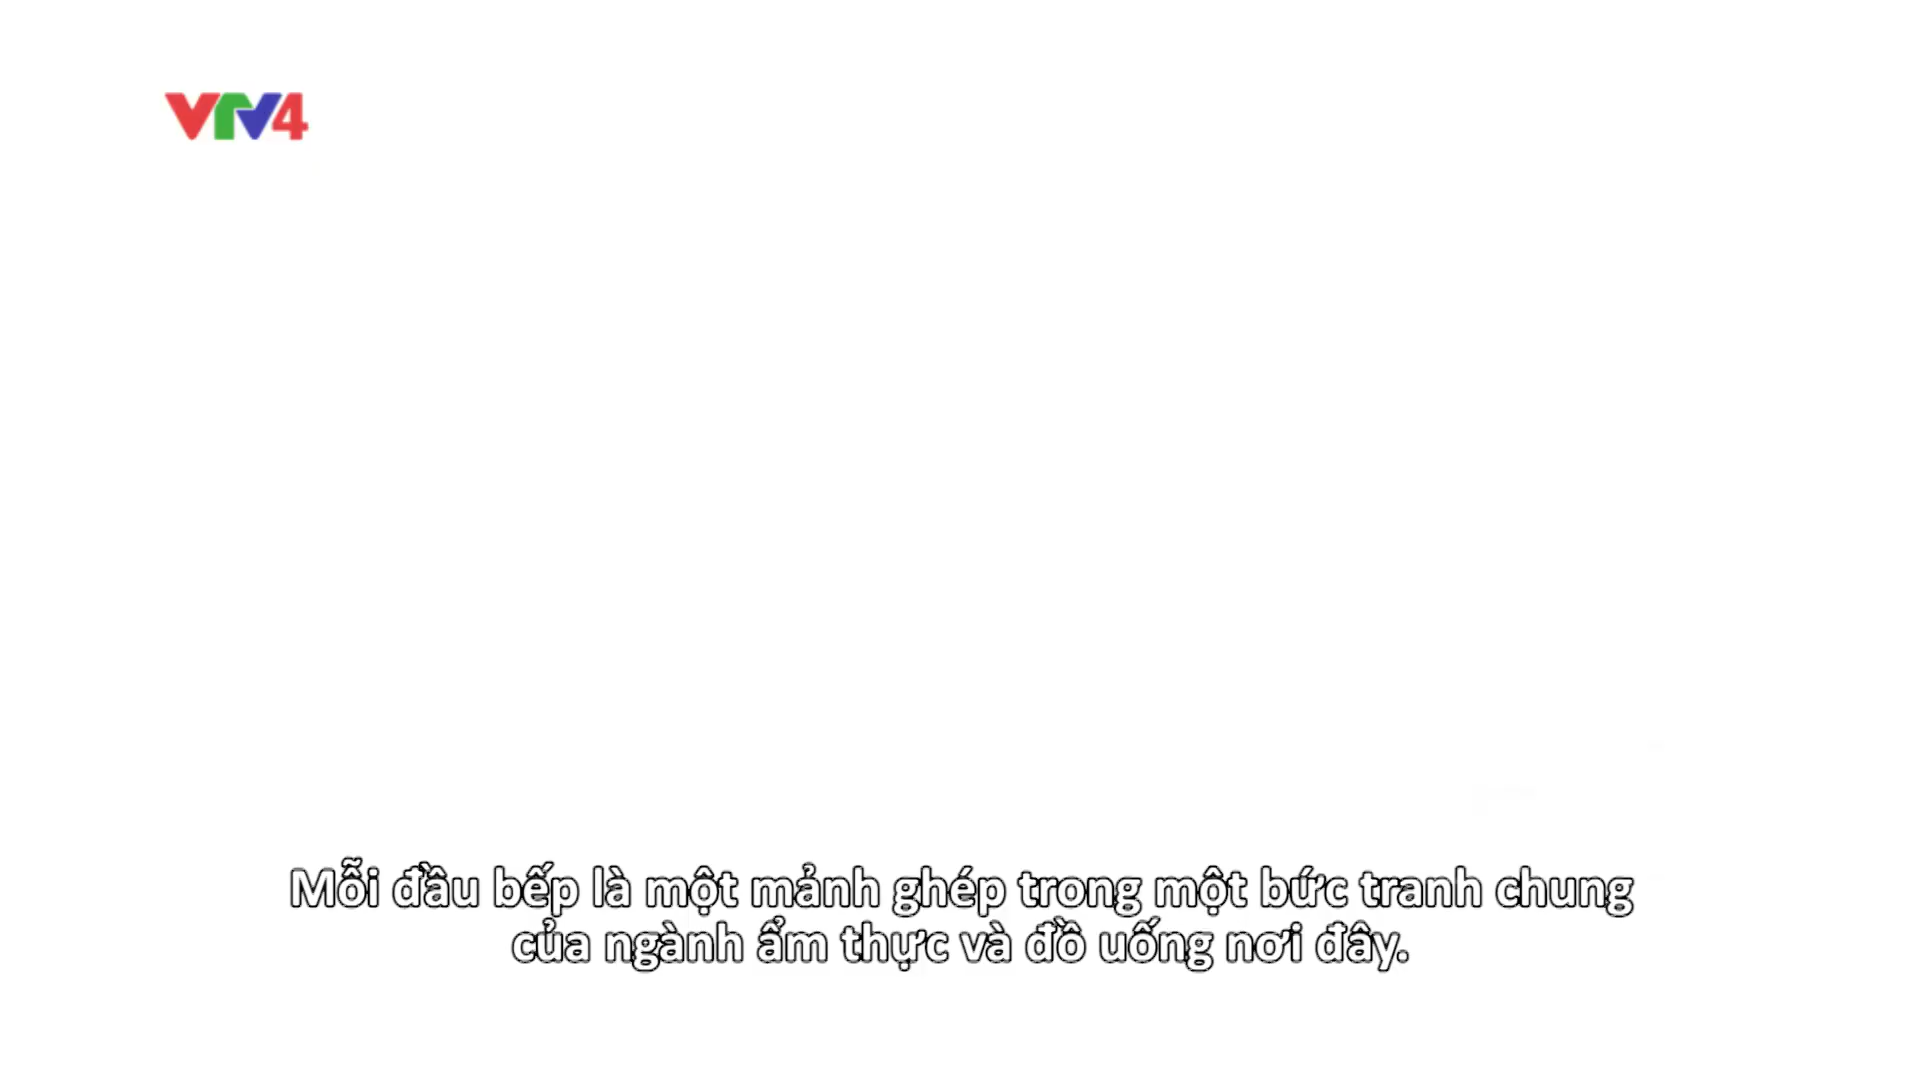 VTV4
Mỗi đầu bếp là một mảnh ghép trong một bức tranh chung
của ngành ẩm thực và đồ uống nơi đây.